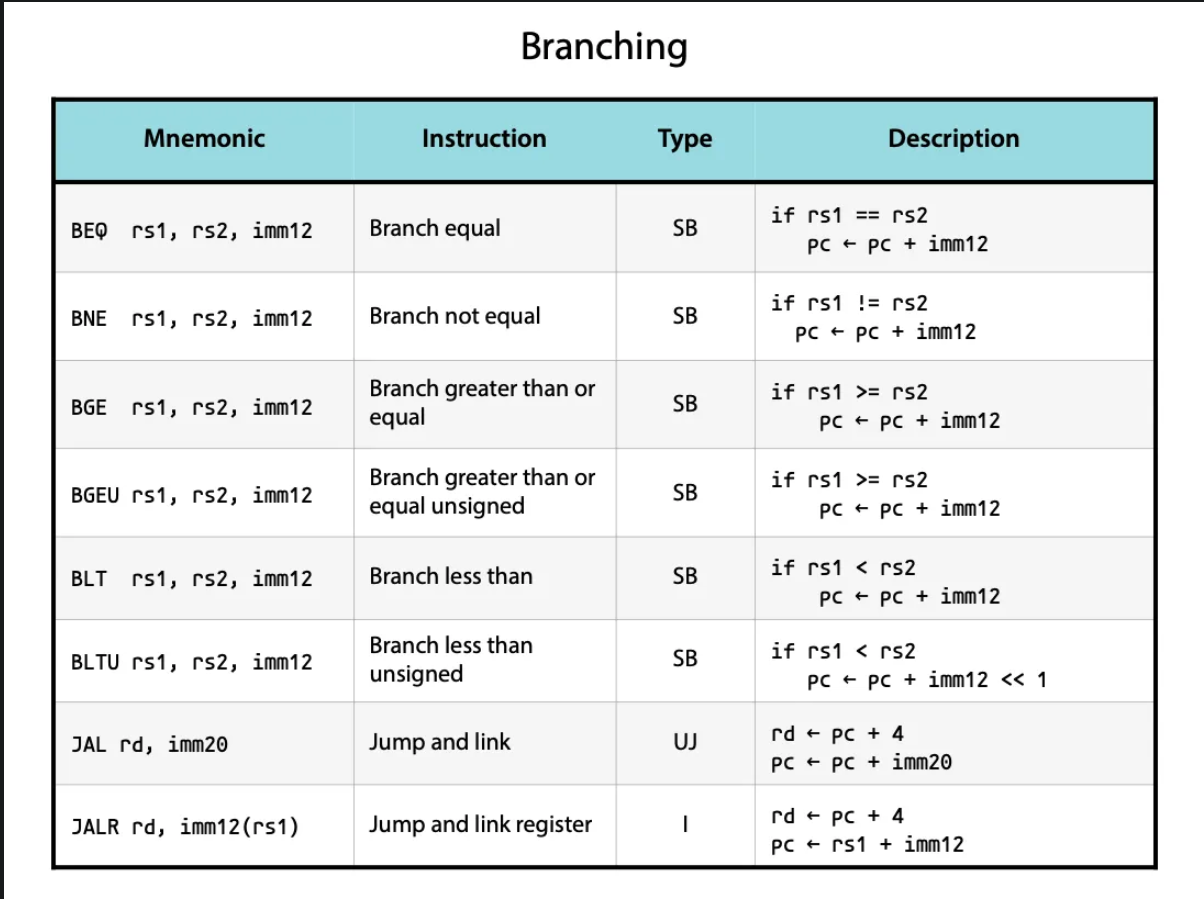 Branching
Mnemonic Instruction Type Description
BEQ rs1, rs2, imm12 Branch equal SB if rs1 == rs2
pc ← pc + imm12
BNE rs1, rs2, imm12 Branch not equal SB if rs1 != rs2
pc ← pc + imm12
BGE rs1, rs2, imm12 Branch greater than or
equal SB if rs1 >= rs2
pc ← pc + imm12
BGEU rs1, rs2, imm12 Branch greater than or
equal unsigned SB if rs1 >= rs2
pc ← pc + imm12
BLT rs1, rs2, imm12 Branch less than SB if rs1 < rs2
pc ← pc + imm12
BLTU rs1, rs2, imm12 Branch less than
unsigned SB if rs1 < rs2
pc ← pc + imm12 << 1
JAL rd, imm20 Jump and link UJ rd ← pc + 4
pc ← pc + imm20
JALR rd, imm12(rs1) Jump and link register I rd ← pc + 4
pc ← rs1 + imm12